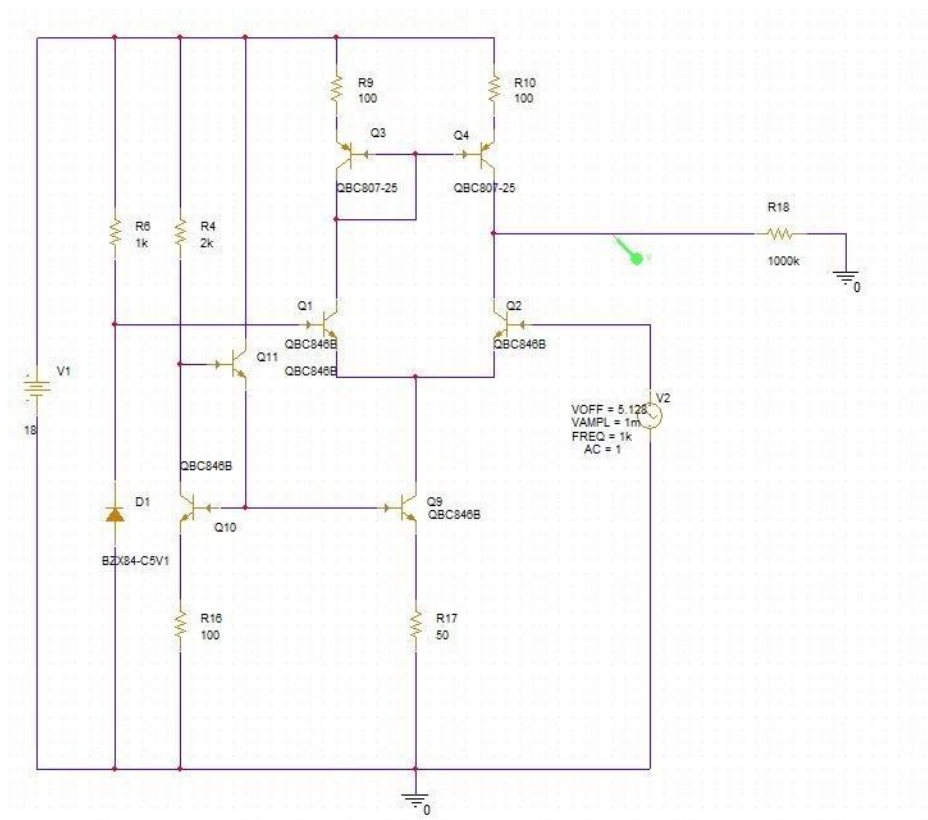 R9
100
R10
100
Q3
Q4
QBC807-25
QBC807-25
R18
1000k
0
R6
1k
R4
2k
Q1
QBC846B
QBC846B
Q2
QBC846B
Q11
V1
18
V2
VOFF = 5.128
VAMPL = 1m
FREQ = 1k
AC = 1
QBC846B
Q10
D1
BZX84-C5V1
Q9
QBC846B
R16
100
R17
50
0